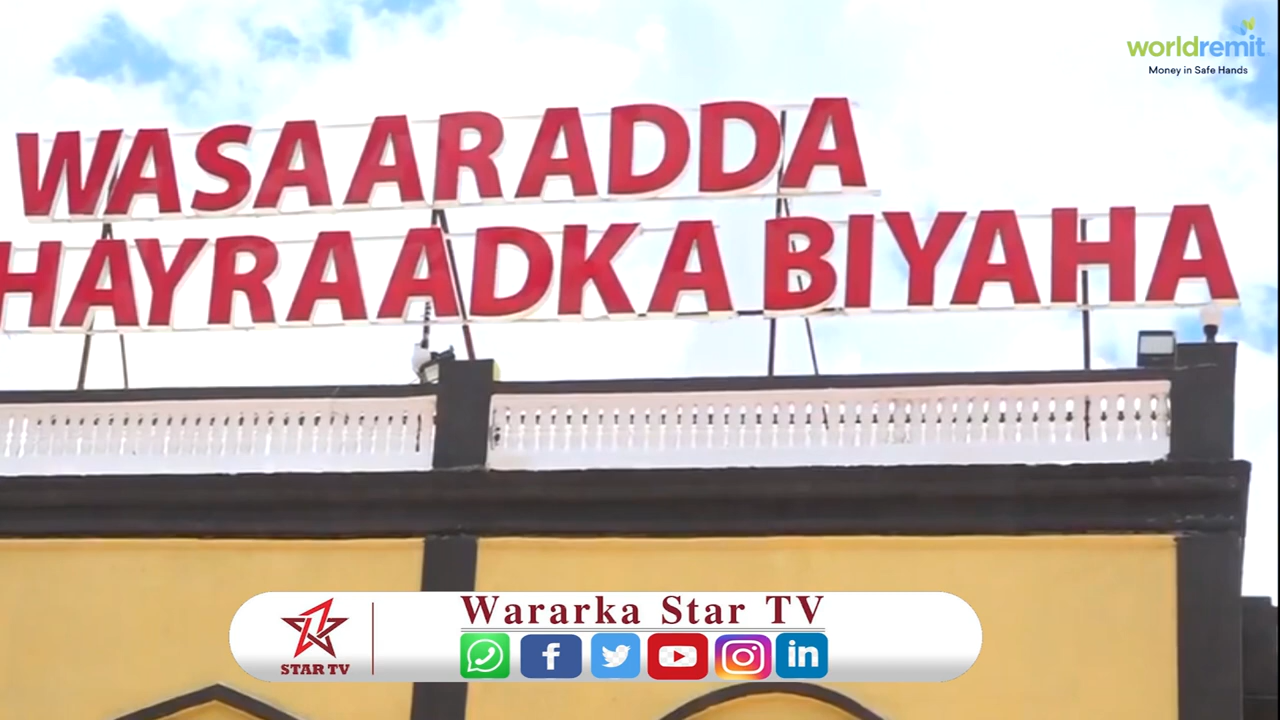 worldremit
Money in Safe Hands
WASAARADDA
HAYRAADKA BIYAHA
Wararka Star TV
STAR TV